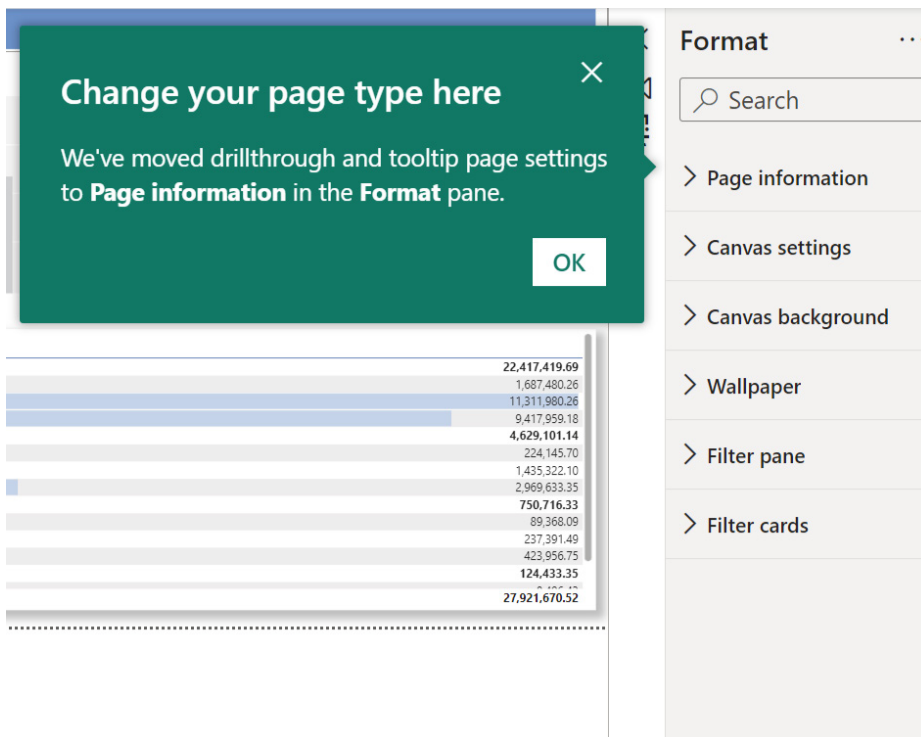 Change your page type here
We've moved drillthrough and tooltip page settings
to Page information in the Format pane.
OK
Format
Search
Page information
Canvas settings
Canvas background
Wallpaper
Filter pane
Filter cards
22,417,419.69
1,687,480.26
11,311,980.26
9,417,959.18
4,629,101.14
224,145.70
1,435,322.10
2,969,633.35
750,716.33
89,368.09
237,391.49
423,956.75
124,433.35
27,921,670.52